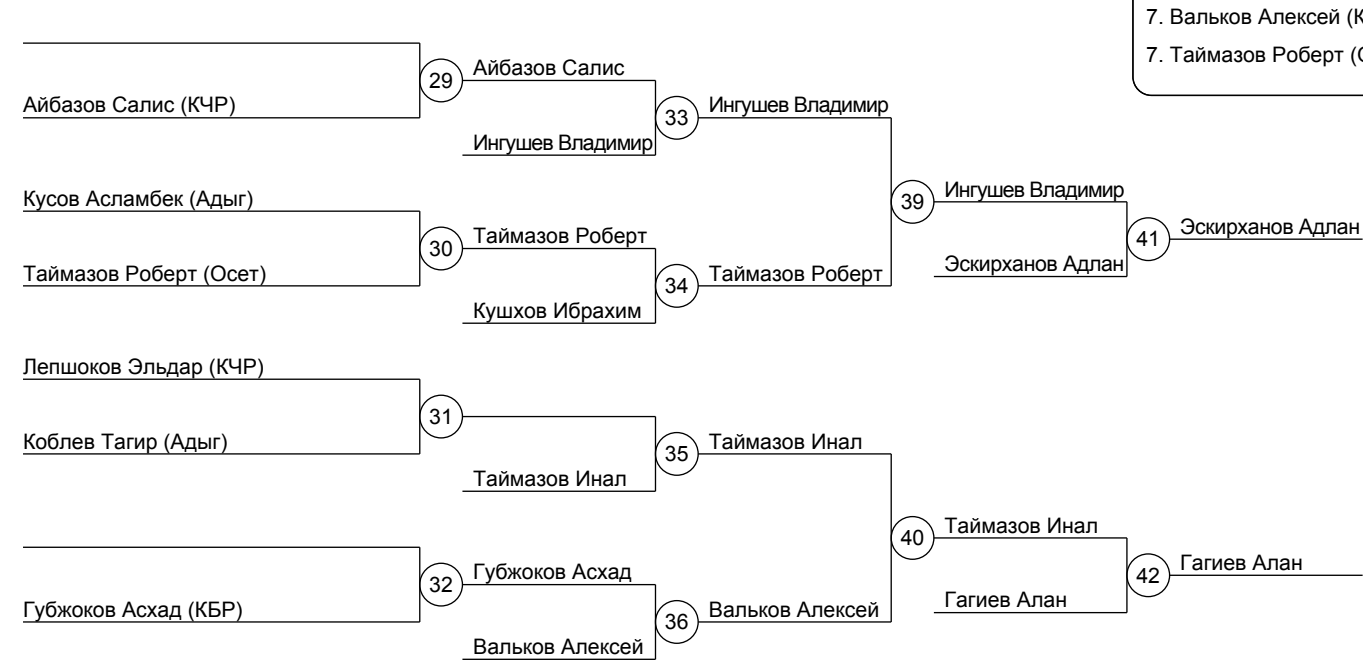 7. Вальков Алексей (К
7. Таймазов Роберт (
29
Айбазов Салис
Айбазов Салис (КЧР)
33
Ингушев Владимир
Ингушев Владимир
Кусов Асламбек (Адыг)
39
Ингушев Владимир
30
Таймазов Роберт
41
Эскирханов Адлан
Таймазов Роберт (Осет)
34
Таймазов Роберт
Эскирханов Адлан
Кушхов Ибрахим
Лепшоков Эльдар (КЧР)
31
Коблев Тагир (Адыг)
35
Таймазов Инал
Таймазов Инал
40
Таймазов Инал
32
Губжоков Асхад
42
Гагиев Алан
Губжоков Асхад (КБР)
36
Вальков Алексей
Гагиев Алан
Вальков Алексей